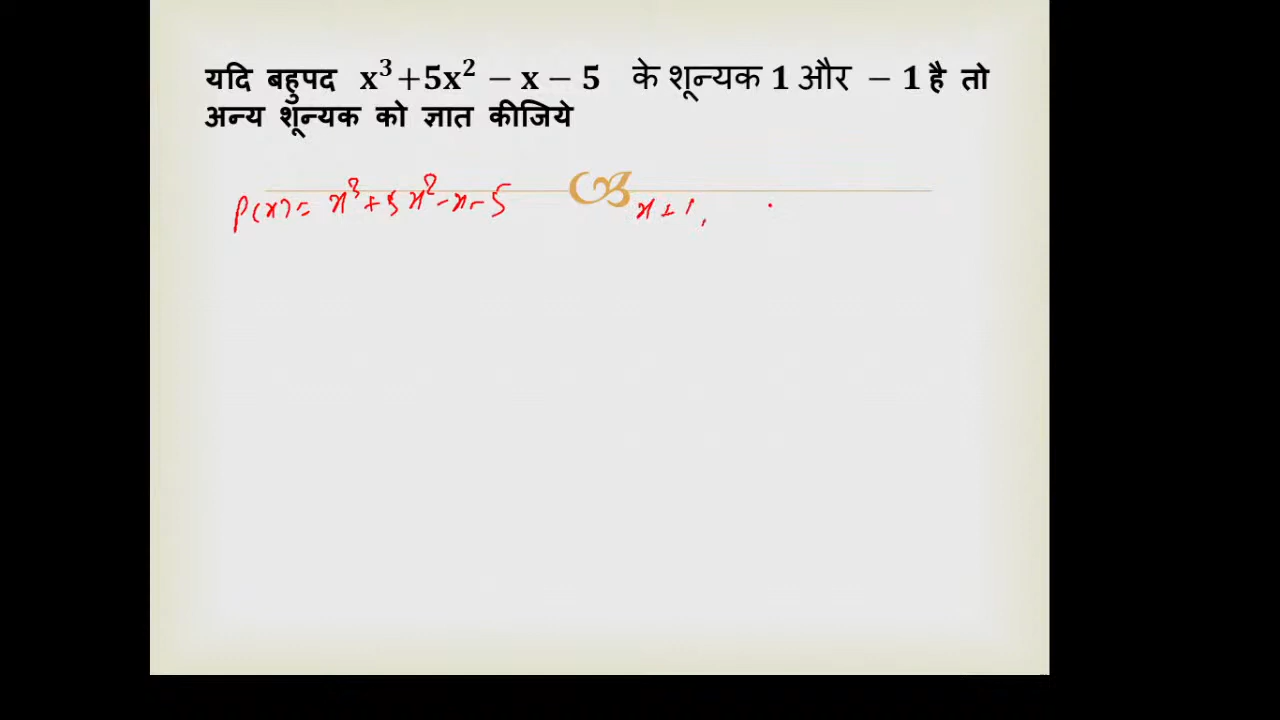 यदि बहुपद x³+5x² − x − 5 के शून्यक 1 और − 1 है तो
अन्य शून्यक को ज्ञात कीजिये
P(x) = x³+5x²-x-5 x+1,